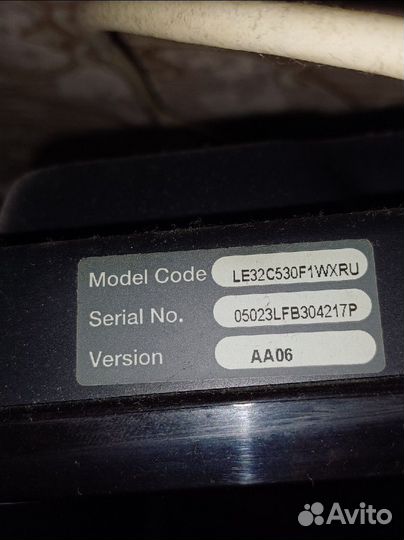 Model Code LE32C530F1WXRU
Serial No. 05023LFB304217P
Version AA06
Avito